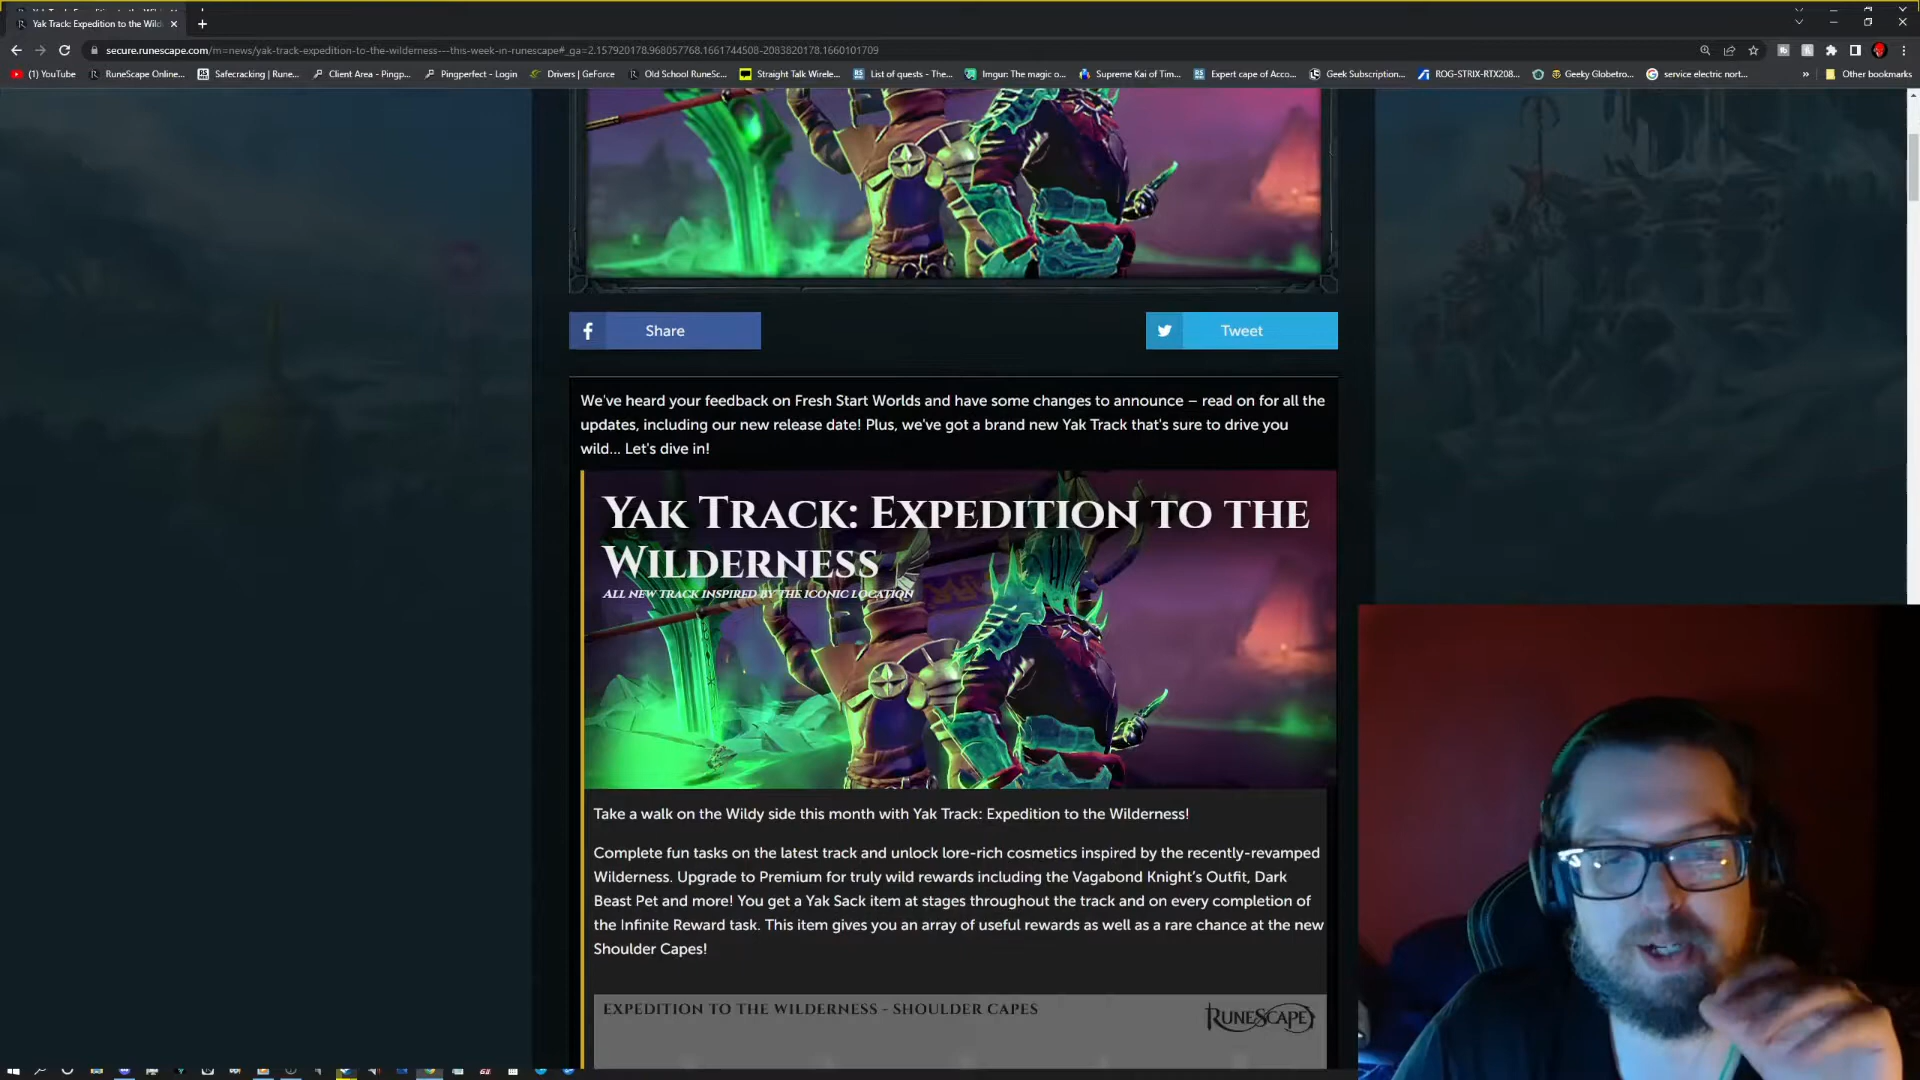 Yak Track: Expedition to the Wild
secure.runescape.com/m=news/yak-track-expedition-to-the-wilderness---this-week-in-runescape#_ga=2.157920178.968057768.1661744508-2083820178.1660101709
(1) YouTube
RuneScape Online...
Safecracking | Rune...
Client Area - Pingp...
Pingperfect - Login
Drivers | GeForce
Old School RuneSc...
Straight Talk Wirele...
List of quests - The...
Imgur: The magic o...
Supreme Kai of Tim...
Expert cape of Acco...
Geek Subscription...
ROG-STRIX-RTX208...
Geeky Globetro...
service electric nort...
»
Other bookmarks
Share
Tweet
We've heard your feedback on Fresh Start Worlds and have some changes to announce – read on for all the
updates, including our new release date! Plus, we've got a brand new Yak Track that's sure to drive you
wild... Let's dive in!
Yak Track: Expedition to the
Wilderness
ALL NEW TRACK INSPIRED BY THE ICONIC LOCATION
Take a walk on the Wildy side this month with Yak Track: Expedition to the Wilderness!
Complete fun tasks on the latest track and unlock lore-rich cosmetics inspired by the recently-revamped
Wilderness. Upgrade to Premium for truly wild rewards including the Vagabond Knight's Outfit, Dark
Beast Pet and more! You get a Yak Sack item at stages throughout the track and on every completion of
the Infinite Reward task. This item gives you an array of useful rewards as well as a rare chance at the new
Shoulder Capes!
EXPEDITION TO THE WILDERNESS - SHOULDER CAPES
RUNESCAPE